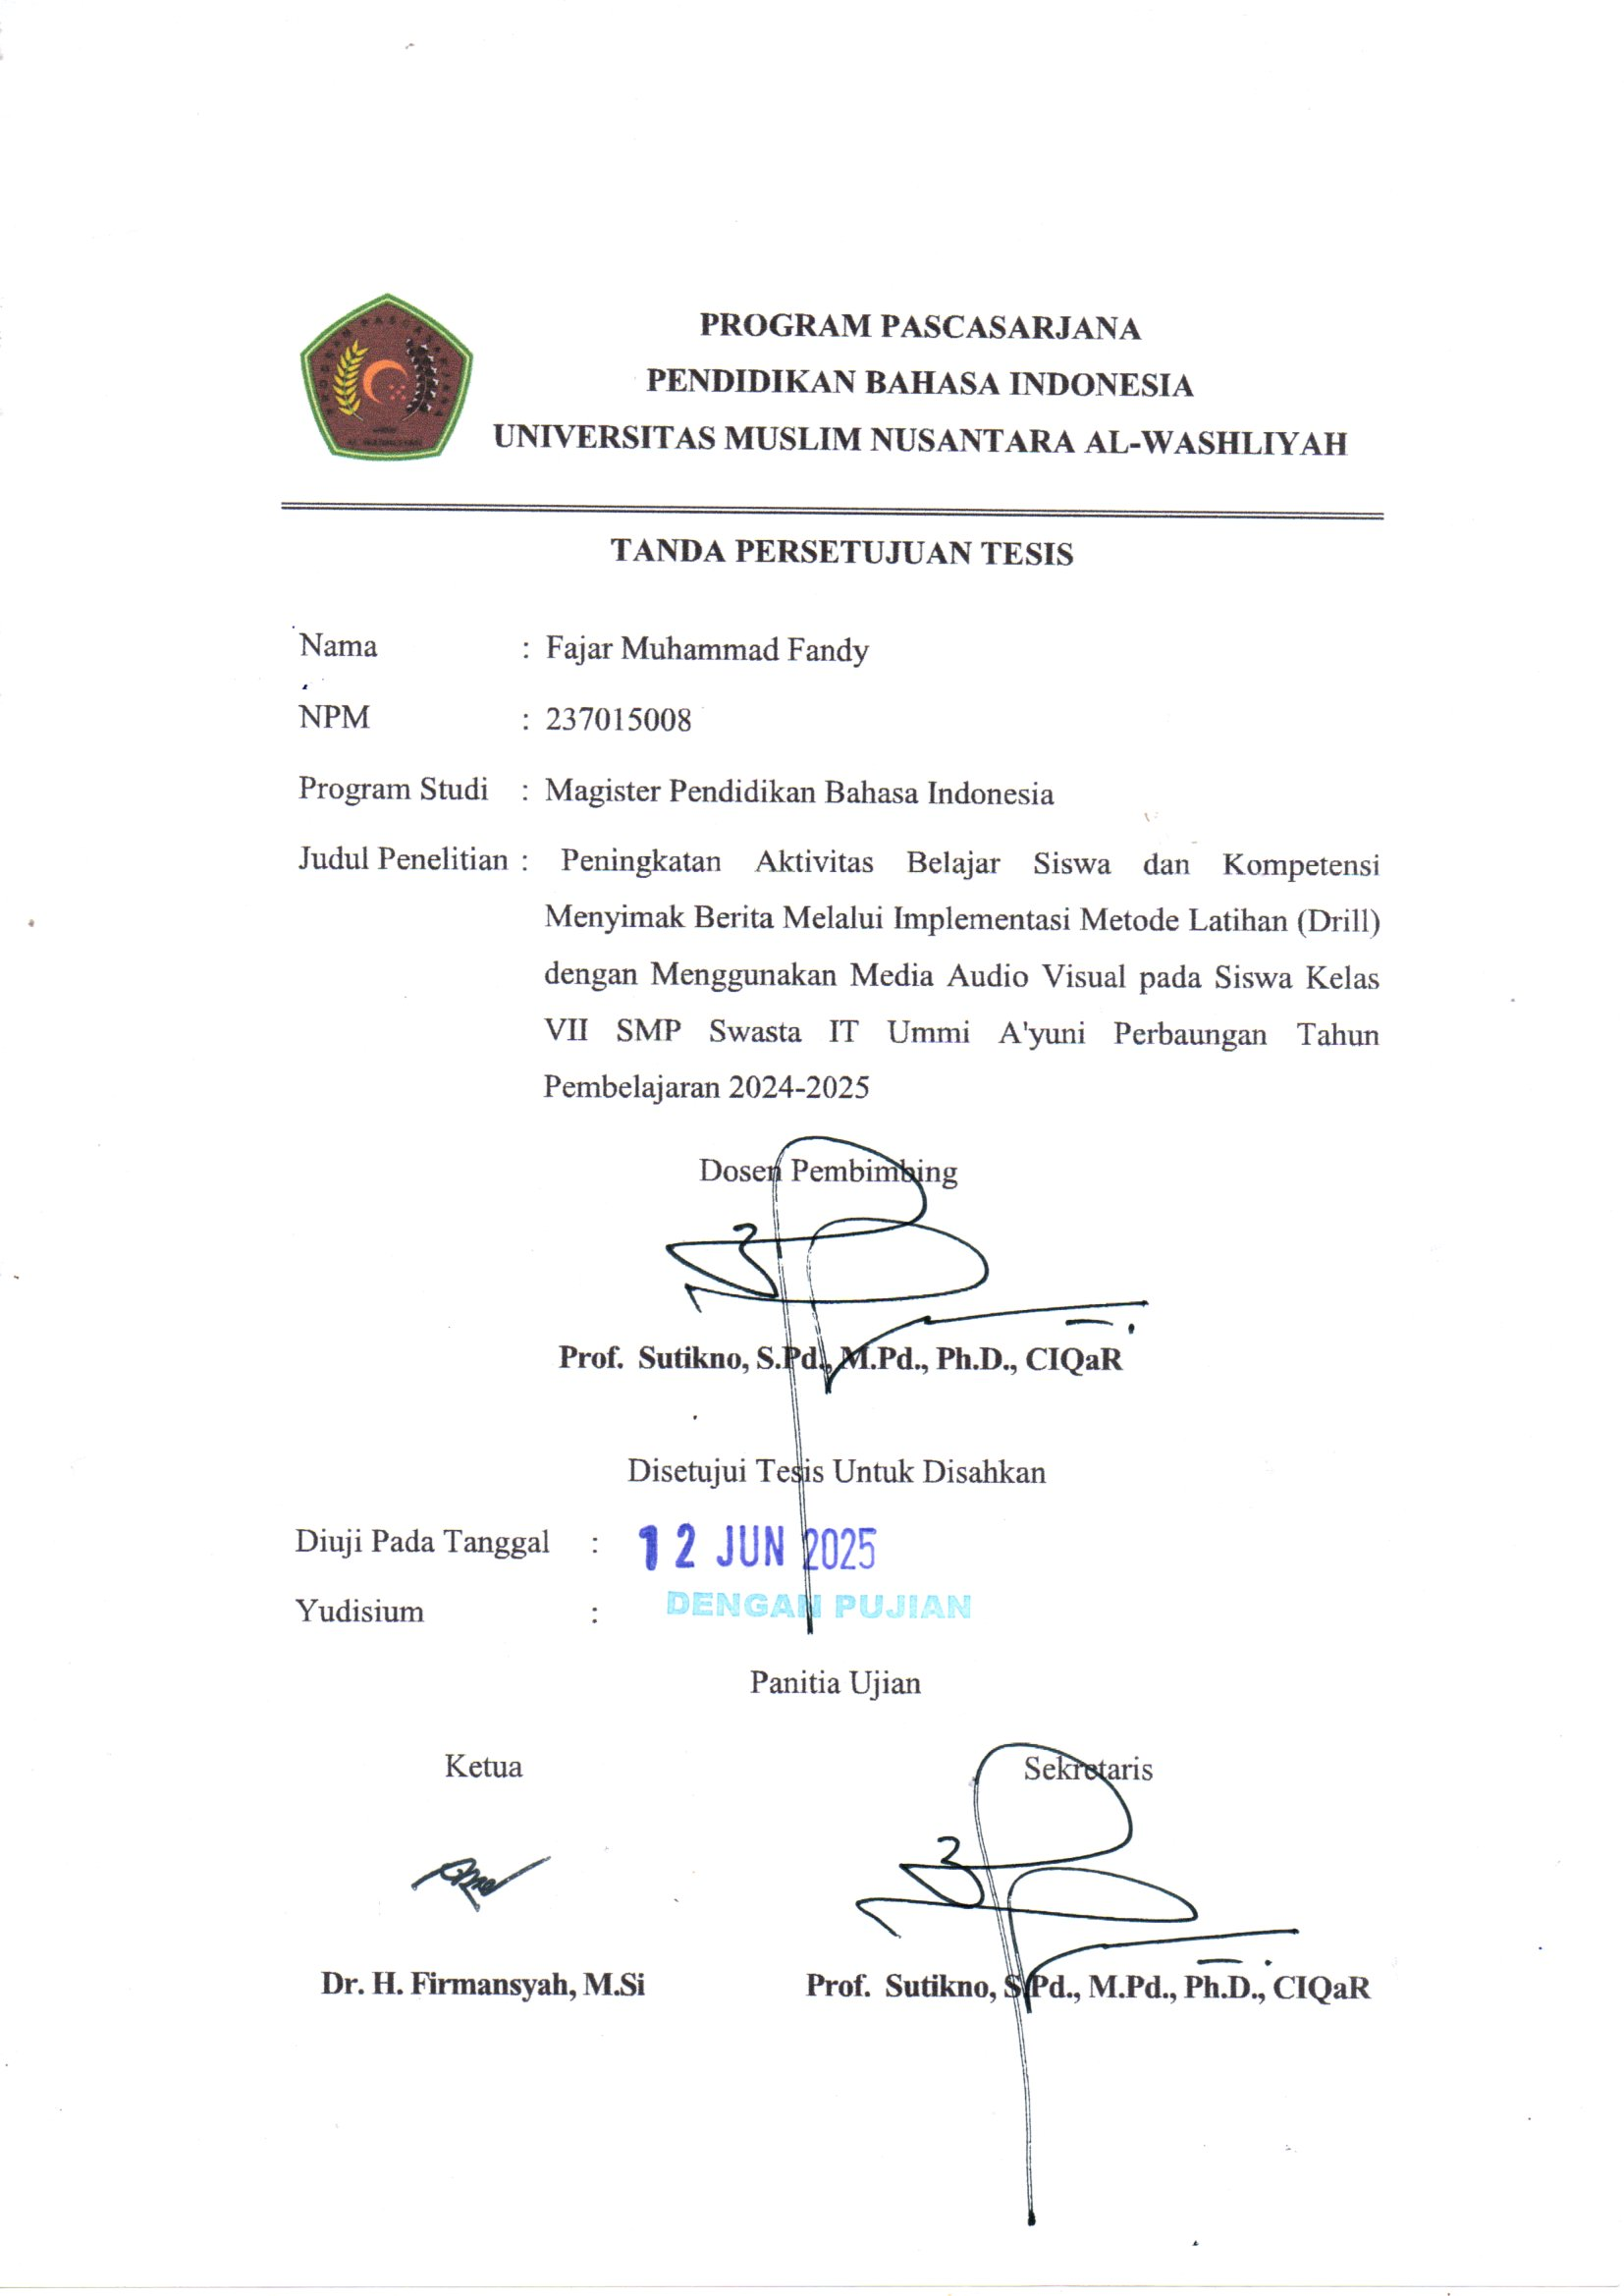 PROGRAM PASCASARJANA
PENDIDIKAN BAHASA INDONESIA
UNIVERSITAS MUSLIM NUSANTARA AL-WASHLIYAH
TANDA PERSETUJUAN TESIS
Nama : Fajar Muhammad Fandy
NPM : 237015008
Program Studi : Magister Pendidikan Bahasa Indonesia
Judul Penelitian : Peningkatan Aktivitas Belajar Siswa dan Kompetensi
Menyimak Berita Melalui Implementasi Metode Latihan (Drill)
dengan Menggunakan Media Audio Visual pada Siswa Kelas
VII SMP Swasta IT Ummi A'yuni Perbaungan Tahun
Pembelajaran 2024-2025
Dosen Pembimbing
Prof. Sutikno, S.Pd., M.Pd., Ph.D., CIQaR
Disetujui Tesis Untuk Disahkan
Diuji Pada Tanggal : 12 JUN 2025
Yudisium : DENGAN PUJIAN
Panitia Ujian
Ketua Sekretaris
Dr. H. Firmansyah, M.Si Prof. Sutikno, S.Pd., M.Pd., Ph.D., CIQaR